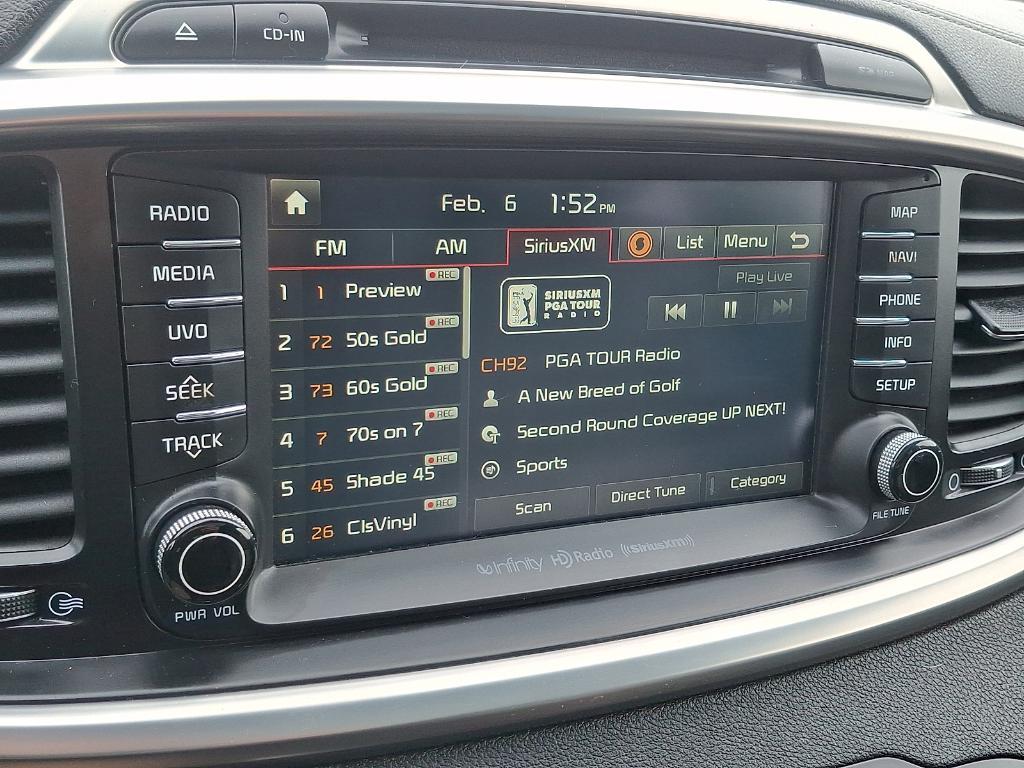 CD-IN
RADIO
MEDIA
UVO
SEEK
TRACK
PWR VOL
Feb. 6 1:52 PM
FM AM SiriusXM List Menu
REC
1 1 Preview
REC
2 72 50s Gold
REC
3 73 60s Gold
REC
4 7 70s on 7
REC
5 45 Shade 45
REC
6 26 ClsVinyl
Play Live
SIRIUSXM
PGA TOUR
RADIO
CH92 PGA TOUR Radio
A New Breed of Golf
Second Round Coverage UP NEXT!
Sports
Scan Direct Tune Category
Infinity HD Radio ((SiriusXM))
MAP
NAVI
PHONE
INFO
SETUP
FILE TUNE